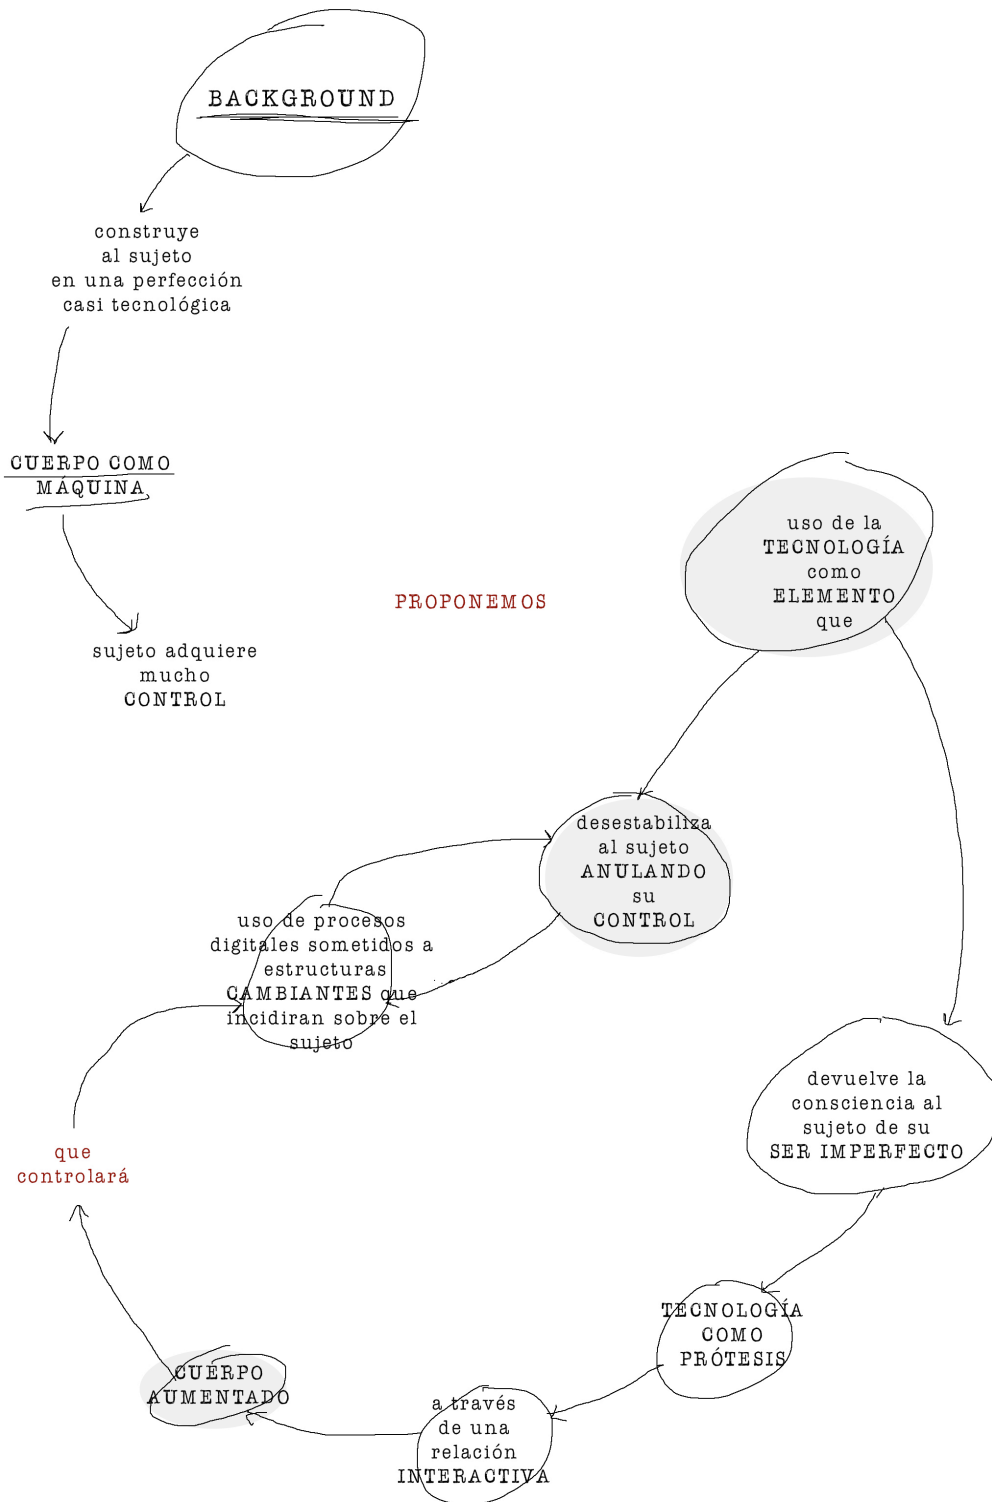 BACKGROUND
construye
al sujeto
en una perfección
casi tecnológica
CUERPO COMO
MÁQUINA
sujeto adquiere
mucho
CONTROL
PROPONEMOS
uso de la
TECNOLOGÍA
como
ELEMENTO
que
desestabiliza
al sujeto
ANULANDO
su
CONTROL
uso de procesos
digitales sometidos a
estructuras
CAMBIANTES que
incidiran sobre el
sujeto
devuelve la
consciencia al
sujeto de su
SER IMPERFECTO
que
controlará
TECNOLOGÍA
COMO
PRÓTESIS
CUERPO
AUMENTADO
a través
de una
relación
INTERACTIVA